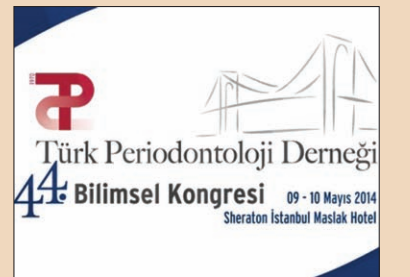 Türk Periodontoloji Derneği
44. Bilimsel Kongresi 09 - 10 Mayıs 2014
Sheraton İstanbul Maslak Hotel